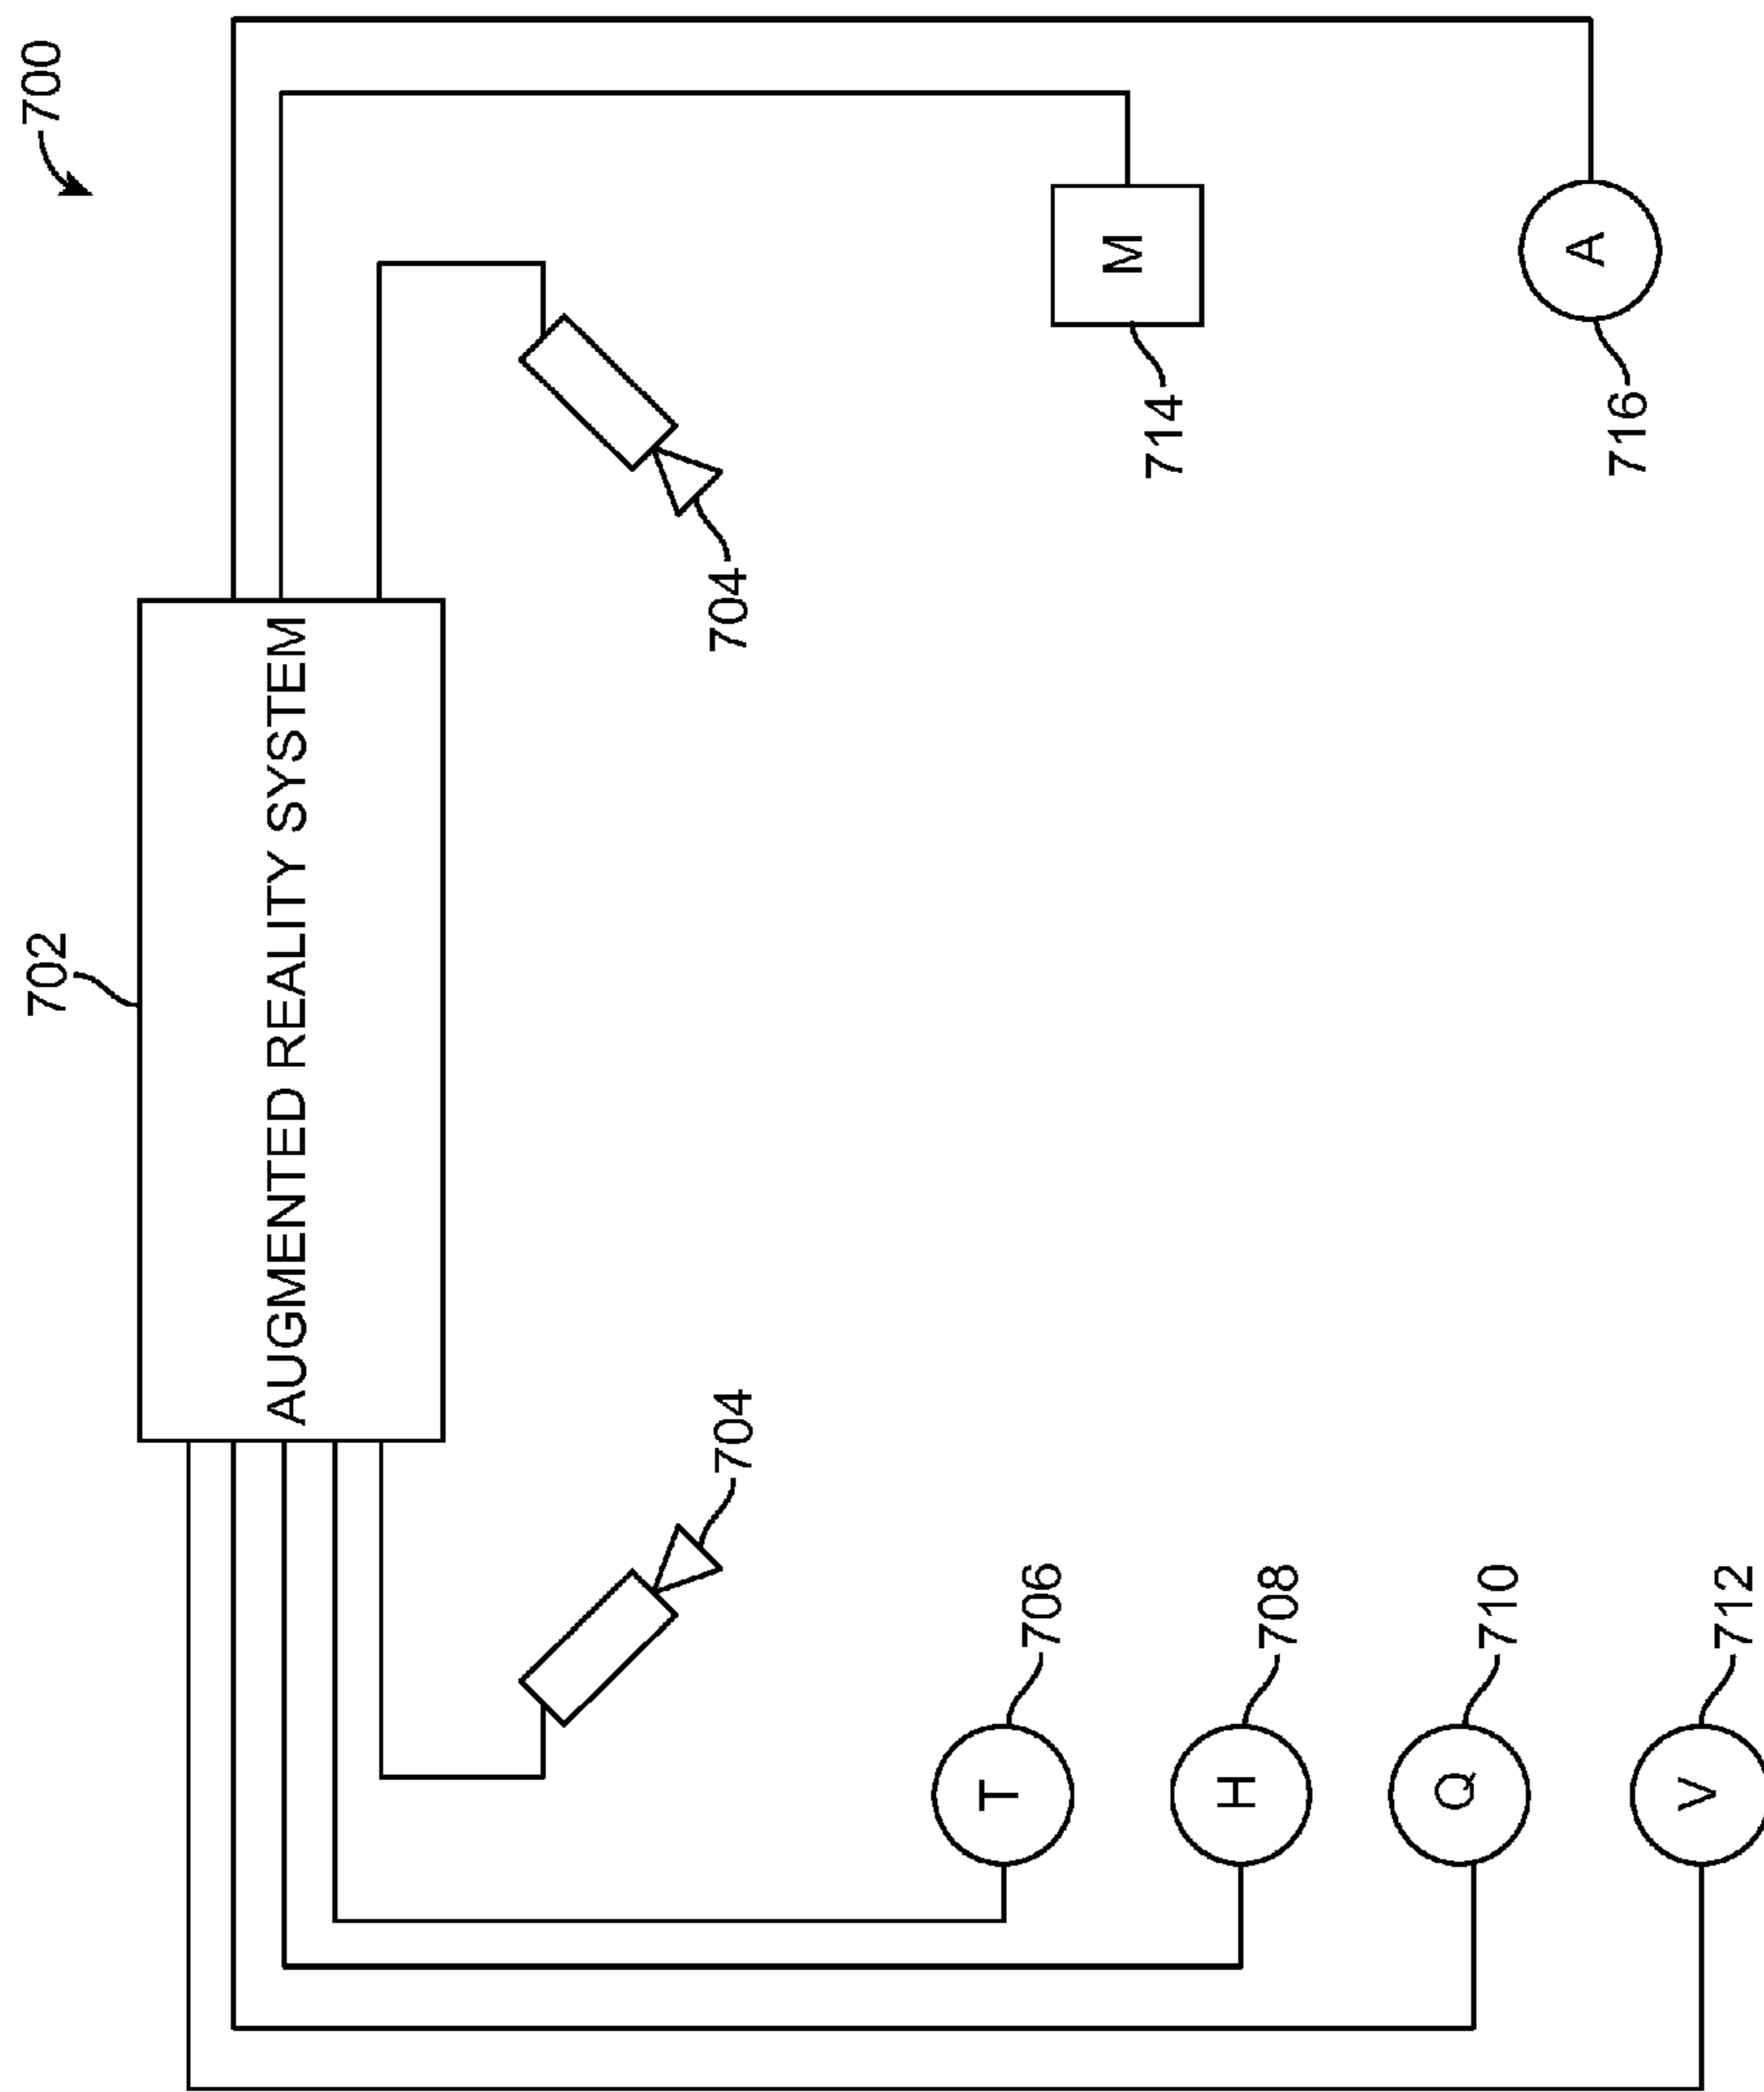 700
702
AUGMENTED REALITY SYSTEM
704
704
706
T
708
H
710
Q
712
V
M
714
A
716